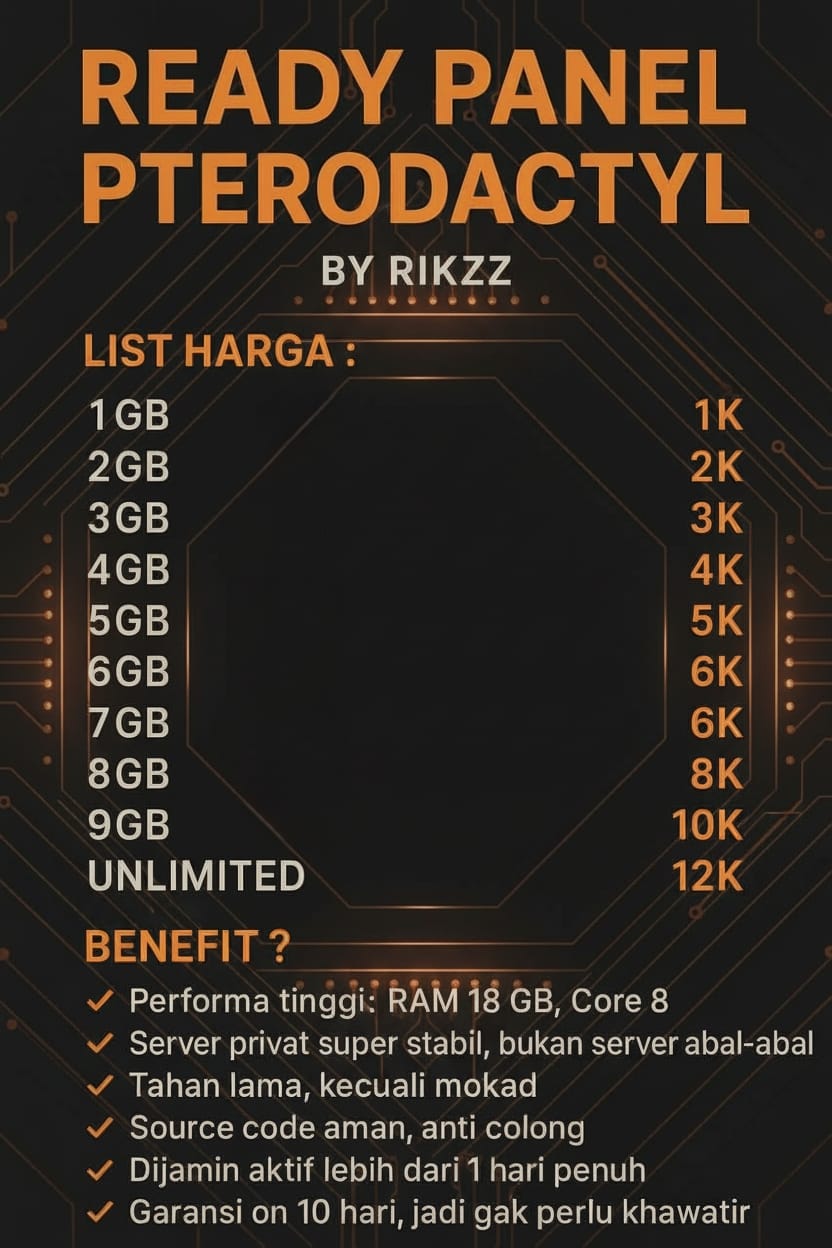 READY PANEL
PTERODACTYL
BY RIKZZ
LIST HARGA :
1GB 1K
2GB 2K
3GB 3K
4GB 4K
5GB 5K
6GB 6K
7GB 6K
8GB 8K
9GB 10K
UNLIMITED 12K
BENEFIT ?
✓ Performa tinggi: RAM 18 GB, Core 8
✓ Server privat super stabil, bukan server abal-abal
✓ Tahan lama, kecuali mokad
✓ Source code aman, anti colong
✓ Dijamin aktif lebih dari 1 hari penuh
✓ Garansi on 10 hari, jadi gak perlu khawatir